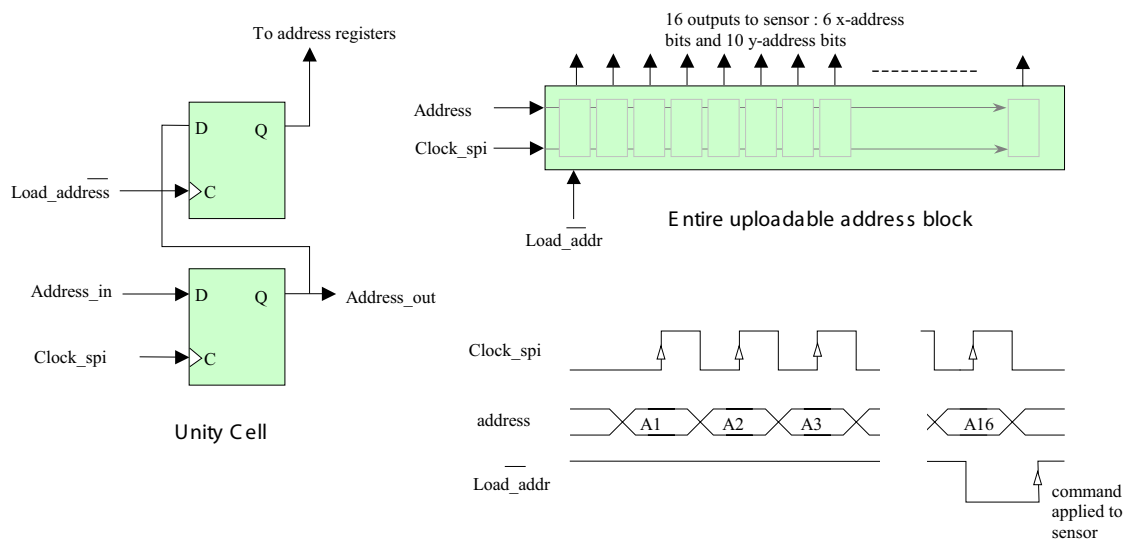 To address registers
D
Q
Load_address
C
Address_in
D
Q
Address_out
Clock_spi
C
Unity Cell
16 outputs to sensor : 6 x-address
bits and 10 y-address bits
Address
Clock_spi
Load_addr
Entire uploadable address block
Clock_spi
address
A1
A2
A3
A16
Load_addr
command
applied to
sensor